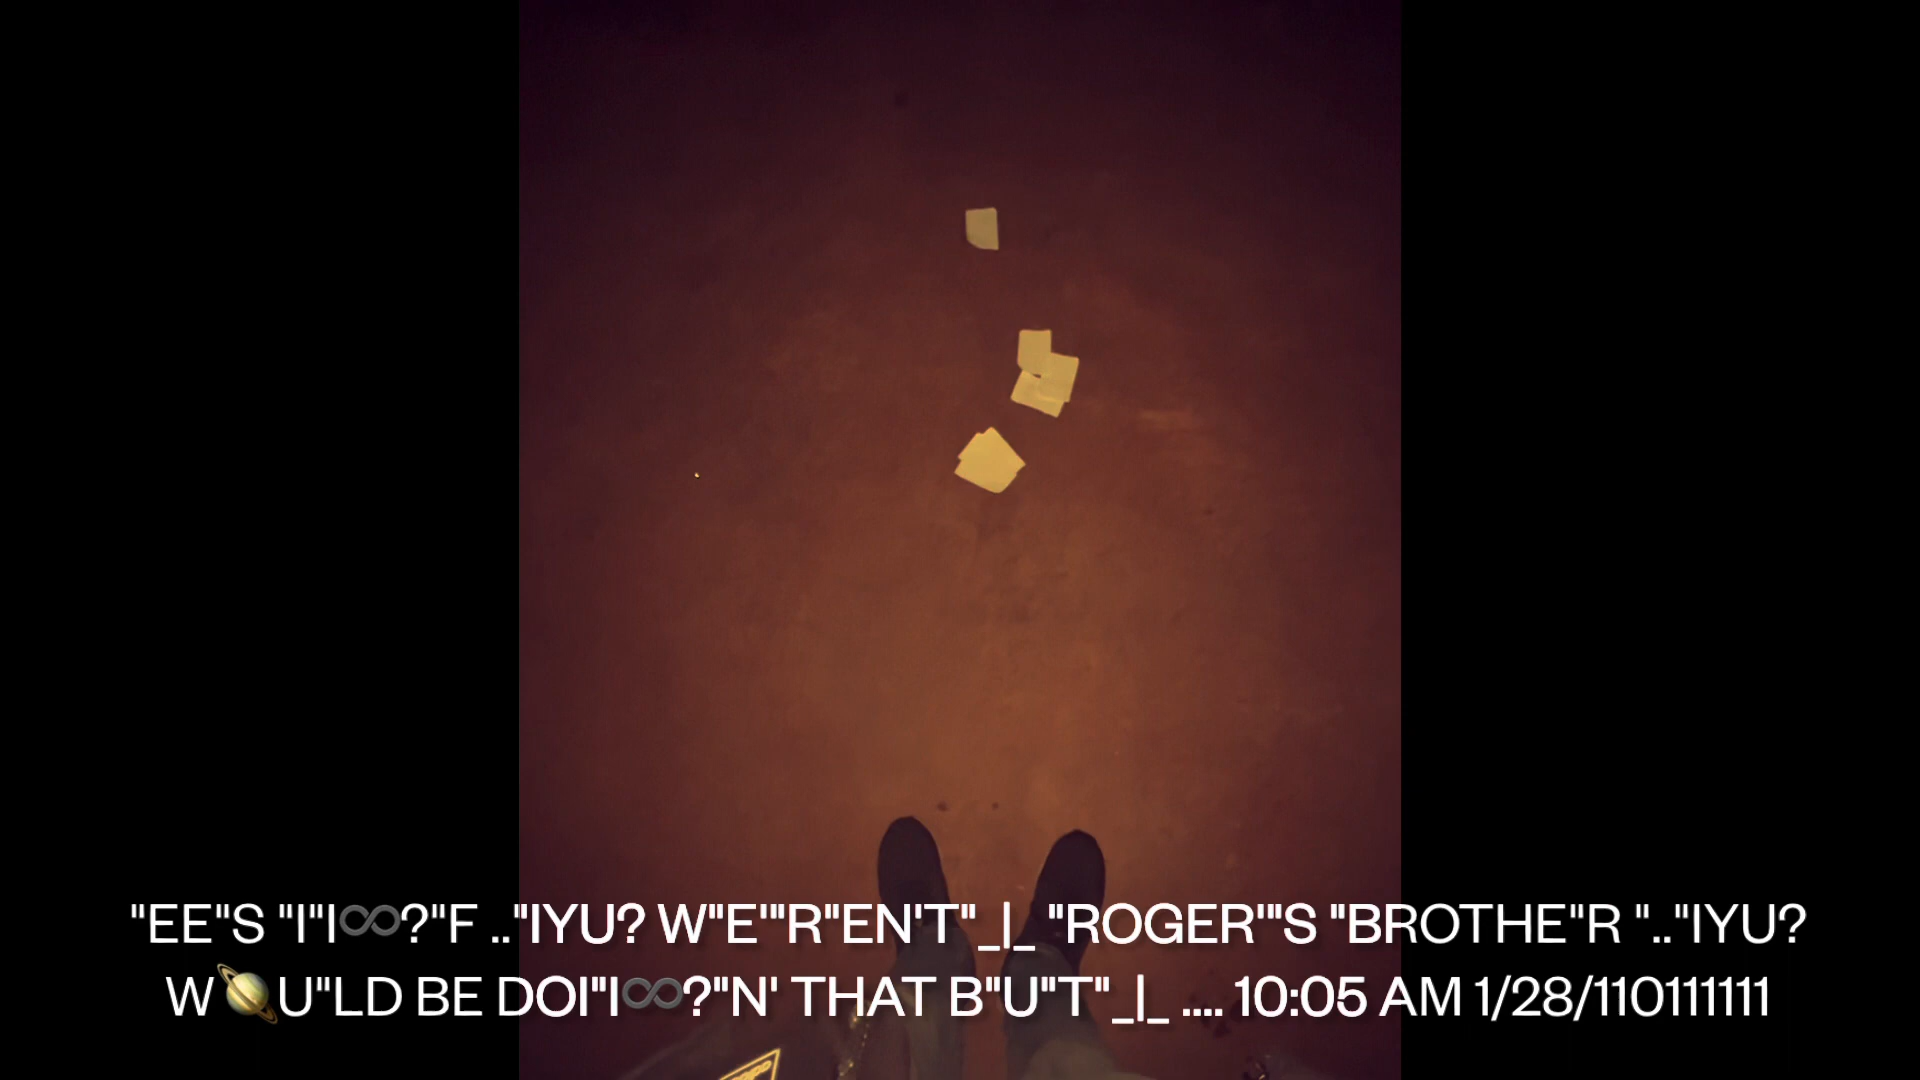 "EE"S "I"I♾️?"F .."IYU? W"E'"R"EN'T" _|_ "ROGER'"S "BROTHE"R ".."IYU?
W🪐U"LD BE DOI"I♾️?"N' THAT B"U"T" _|_ .... 10:05 AM 1/28/110111111